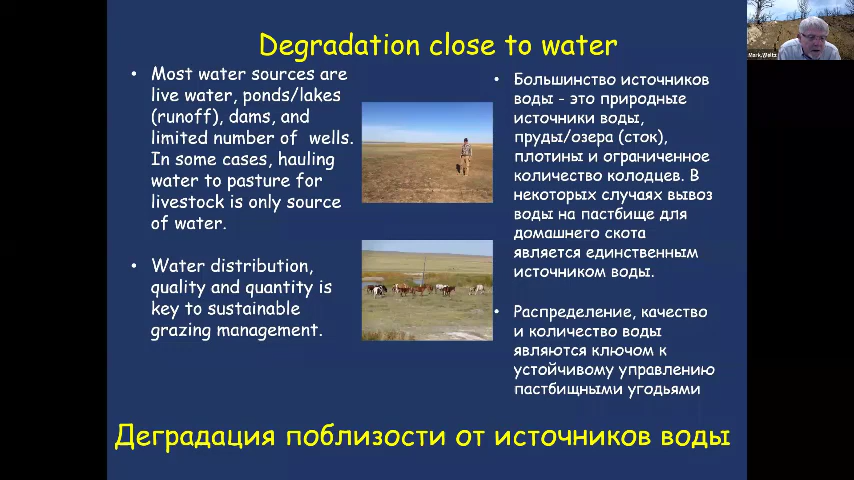 Degradation close to water
• Most water sources are
live water, ponds/lakes
(runoff), dams, and
limited number of wells.
In some cases, hauling
water to pasture for
livestock is only source
of water.
• Water distribution,
quality and quantity is
key to sustainable
grazing management.
• Большинство источников
воды - это природные
источники воды,
пруды/озера (сток),
плотины и ограниченное
количество колодцев. В
некоторых случаях вывоз
воды на пастбище для
домашнего скота
является единственным
источником воды.
• Распределение, качество
и количество воды
являются ключом к
устойчивому управлению
пастбищными угодьями
Деградация поблизости от источников воды
Mark.Weltz